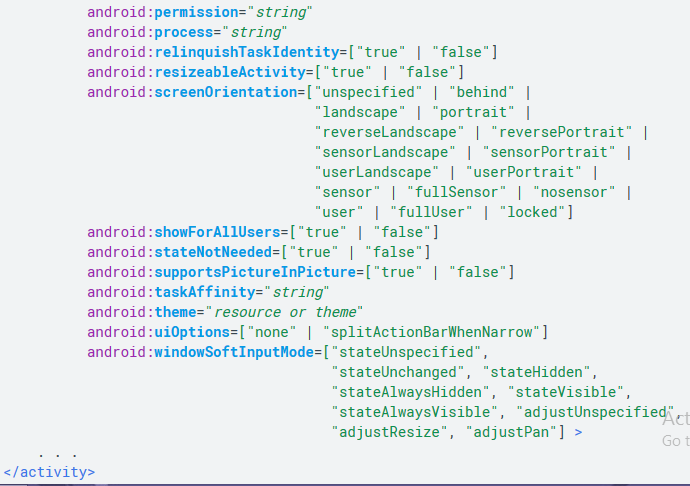 android:permission="string"
android:process="string"
android:relinquishTaskIdentity=["true" | "false"]
android:resizeableActivity=["true" | "false"]
android:screenOrientation=["unspecified" | "behind" |
"landscape" | "portrait" |
"reverseLandscape" | "reversePortrait" |
"sensorLandscape" | "sensorPortrait" |
"userLandscape" | "userPortrait" |
"sensor" | "fullSensor" | "nosensor" |
"user" | "fullUser" | "locked"]
android:showForAllUsers=["true" | "false"]
android:stateNotNeeded=["true" | "false"]
android:supportsPictureInPicture=["true" | "false"]
android:taskAffinity="string"
android:theme="resource or theme"
android:uiOptions=["none" | "splitActionBarWhenNarrow"]
android:windowSoftInputMode=["stateUnspecified",
"stateUnchanged", "stateHidden",
"stateAlwaysHidden", "stateVisible",
"stateAlwaysVisible", "adjustUnspecified",
"adjustResize", "adjustPan"] >
Act
Go t
. . .
</activity>